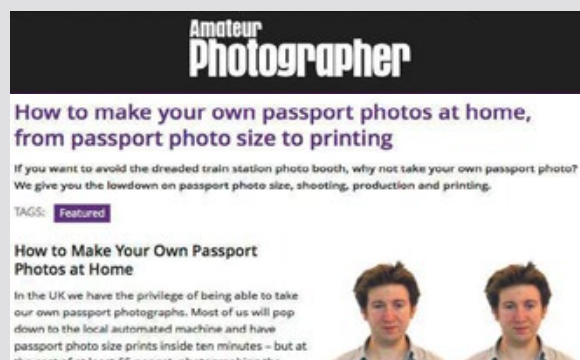 Amateur
Photographer
How to make your own passport photos at home,
from passport photo size to printing
If you want to avoid the dreaded train station photo booth, why not take your own passport photo?
We give you the lowdown on passport photo size, shooting, production and printing.
TAGS: Featured
How to Make Your Own Passport
Photos at Home
In the UK we have the privilege of being able to take
our own passport photographs. Most of us will pop
down to the local automated machine and have
passport photo size prints inside ten minutes – but at